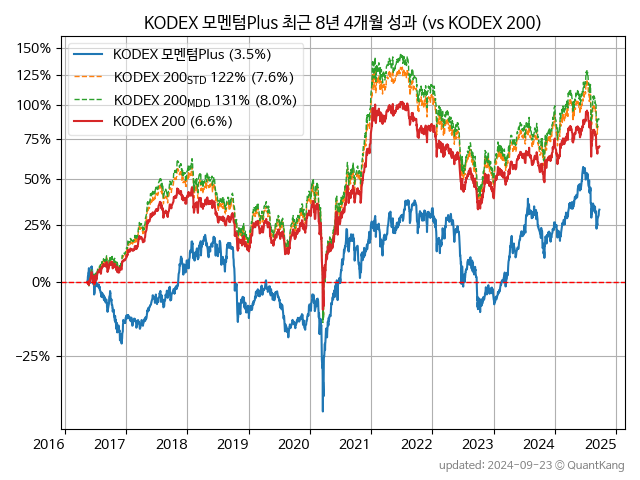 KODEX 모멘텀Plus 최근 8년 4개월 성과 (vs KODEX 200)
150%
125%
100%
75%
50%
25%
0%
−25%
KODEX 모멘텀Plus (3.5%)
KODEX 200STD 122% (7.6%)
KODEX 200MDD 131% (8.0%)
KODEX 200 (6.6%)
2016 2017 2018 2019 2020 2021 2022 2023 2024 2025
updated: 2024-09-23 © QuantKang